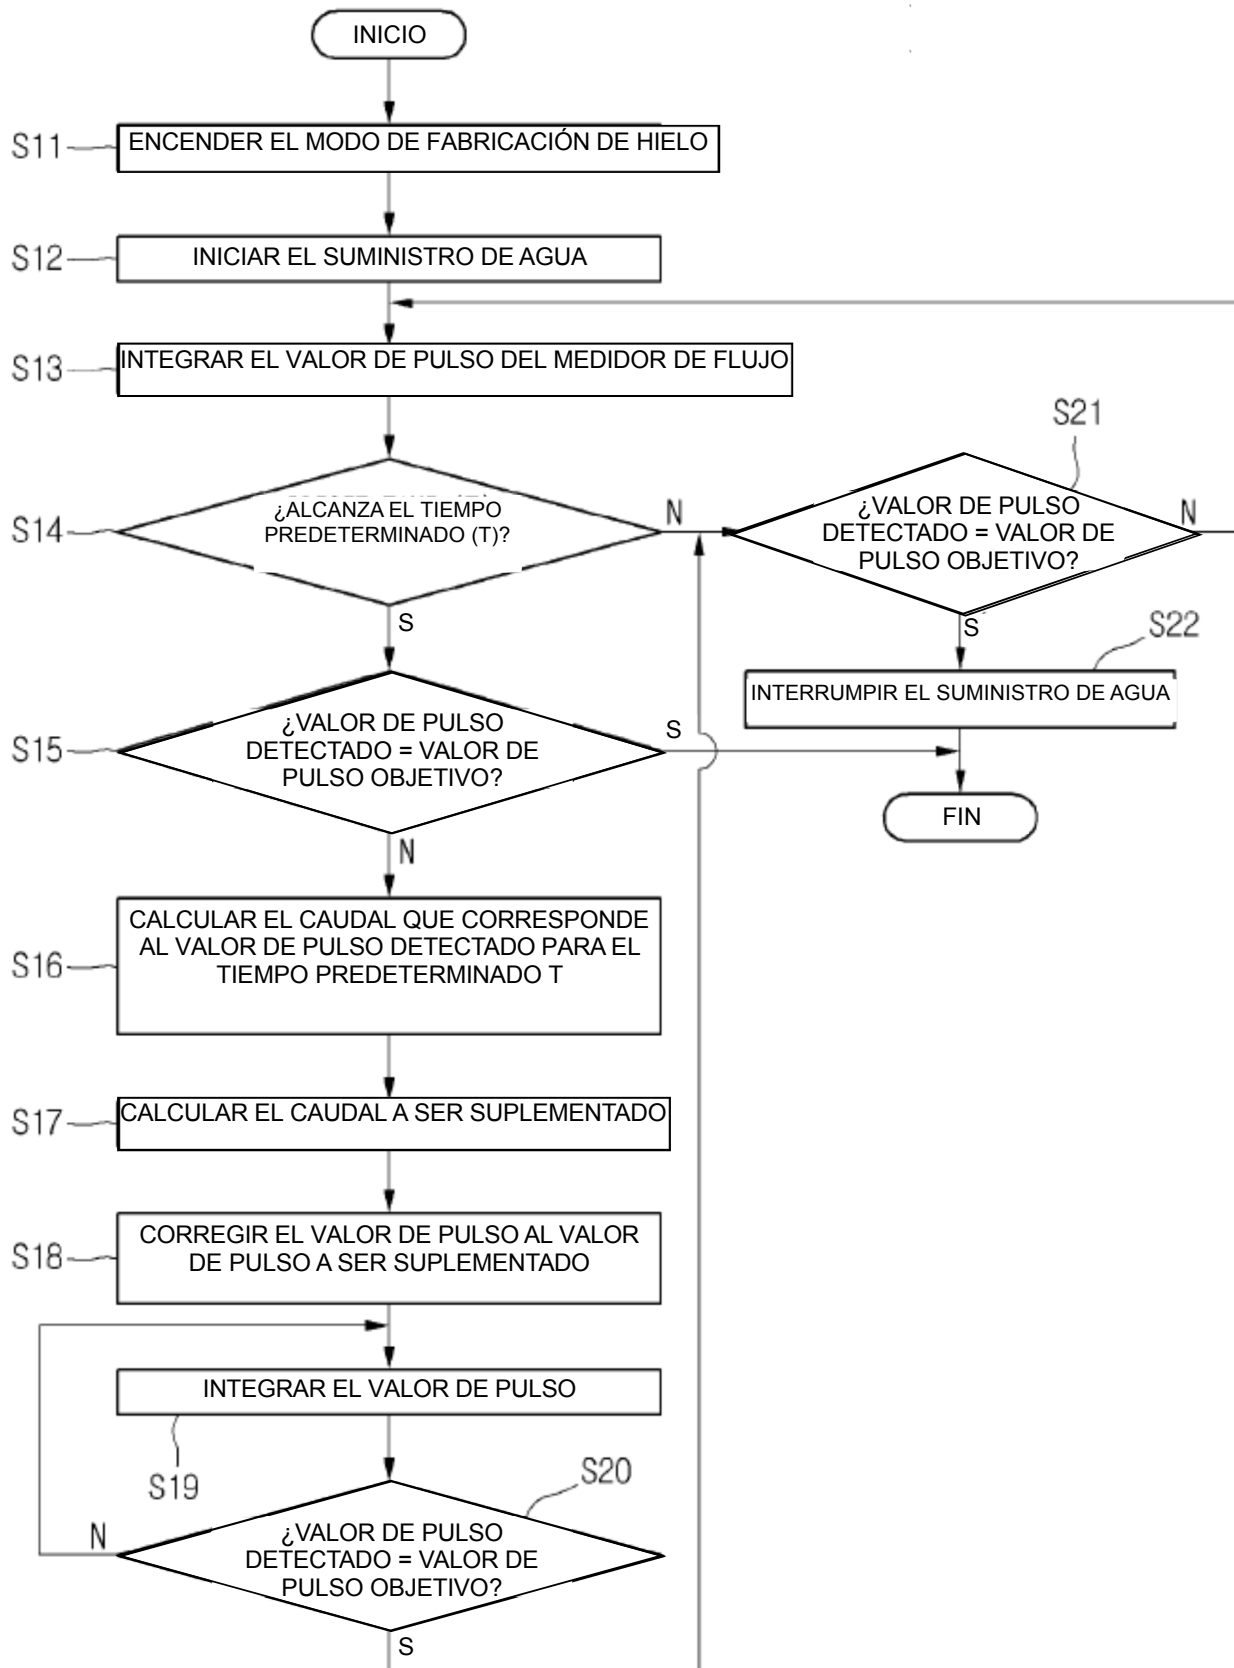 INICIO
S11
ENCENDER EL MODO DE FABRICACIÓN DE HIELO
S12
INICIAR EL SUMINISTRO DE AGUA
S13
INTEGRAR EL VALOR DE PULSO DEL MEDIDOR DE FLUJO
S14
¿ALCANZA EL TIEMPO
PREDETERMINADO (T)?
N
S
S21
¿VALOR DE PULSO
DETECTADO = VALOR DE
PULSO OBJETIVO?
N
S
S22
INTERRUMPIR EL SUMINISTRO DE AGUA
FIN
S15
¿VALOR DE PULSO
DETECTADO = VALOR DE
PULSO OBJETIVO?
S
N
S16
CALCULAR EL CAUDAL QUE CORRESPONDE
AL VALOR DE PULSO DETECTADO PARA EL
TIEMPO PREDETERMINADO T
S17
CALCULAR EL CAUDAL A SER SUPLEMENTADO
S18
CORREGIR EL VALOR DE PULSO AL VALOR
DE PULSO A SER SUPLEMENTADO
INTEGRAR EL VALOR DE PULSO
S19
S20
¿VALOR DE PULSO
DETECTADO = VALOR DE
PULSO OBJETIVO?
N
S